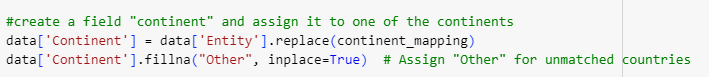 #create a field "continent" and assign it to one of the continents
data['Continent'] = data['Entity'].replace(continent_mapping)
data['Continent'].fillna("Other", inplace=True)  # Assign "Other" for unmatched countries